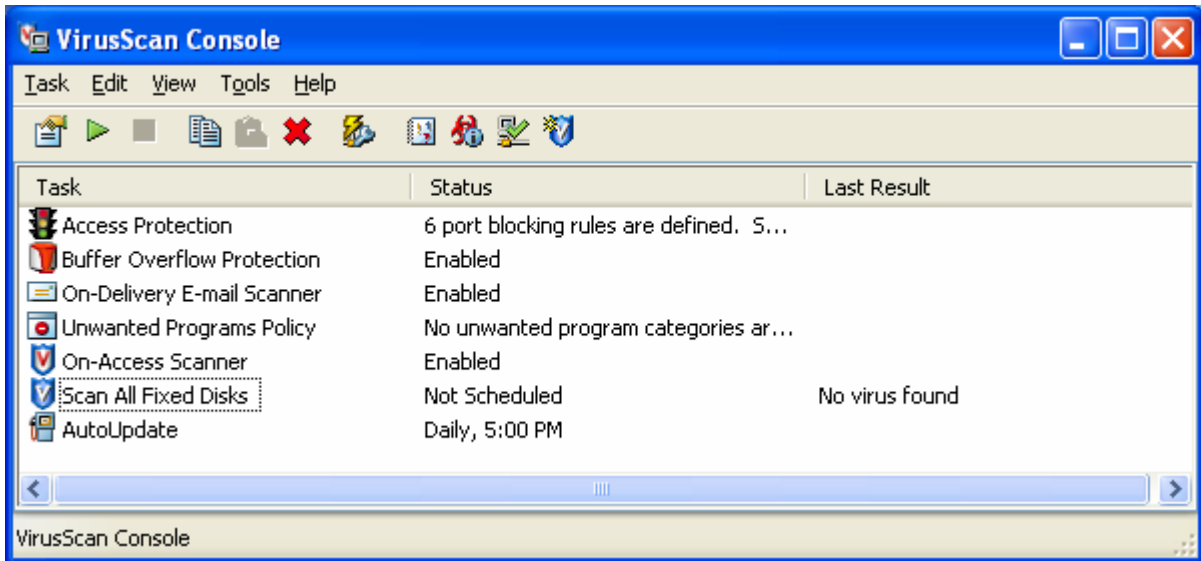 VirusScan Console
Task Edit View Tools Help
Task Status Last Result
Access Protection 6 port blocking rules are defined. S...
Buffer Overflow Protection Enabled
On-Delivery E-mail Scanner Enabled
Unwanted Programs Policy No unwanted program categories ar...
On-Access Scanner Enabled
Scan All Fixed Disks Not Scheduled No virus found
AutoUpdate Daily, 5:00 PM
VirusScan Console